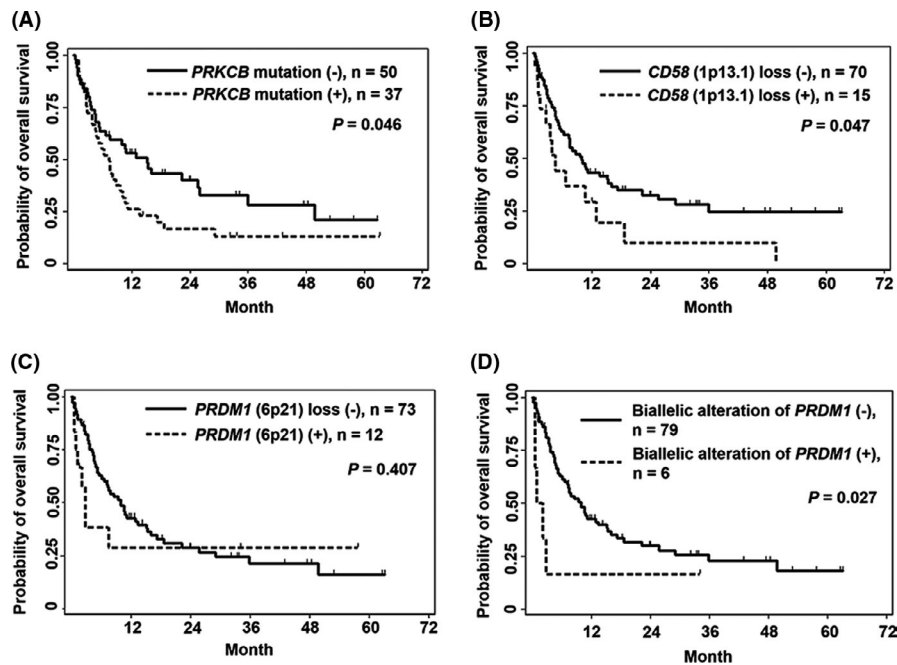 (A)
Probability of overall survival
1.00
0.75
0.50
0.25
0
PRKCB mutation (-), n = 50
PRKCB mutation (+), n = 37
P = 0.046
12 24 36 48 60 72
Month
(B)
Probability of overall survival
1.00
0.75
0.50
0.25
0
CD58 (1p13.1) loss (-), n = 70
CD58 (1p13.1) loss (+), n = 15
P = 0.047
12 24 36 48 60 72
Month
(C)
Probability of overall survival
1.00
0.75
0.50
0.25
0
PRDM1 (6p21) loss (-), n = 73
PRDM1 (6p21) (+), n = 12
P = 0.407
12 24 36 48 60 72
Month
(D)
Probability of overall survival
1.00
0.75
0.50
0.25
0
Biallelic alteration of PRDM1 (-),
n = 79
Biallelic alteration of PRDM1 (+),
n = 6
P = 0.027
12 24 36 48 60 72
Month